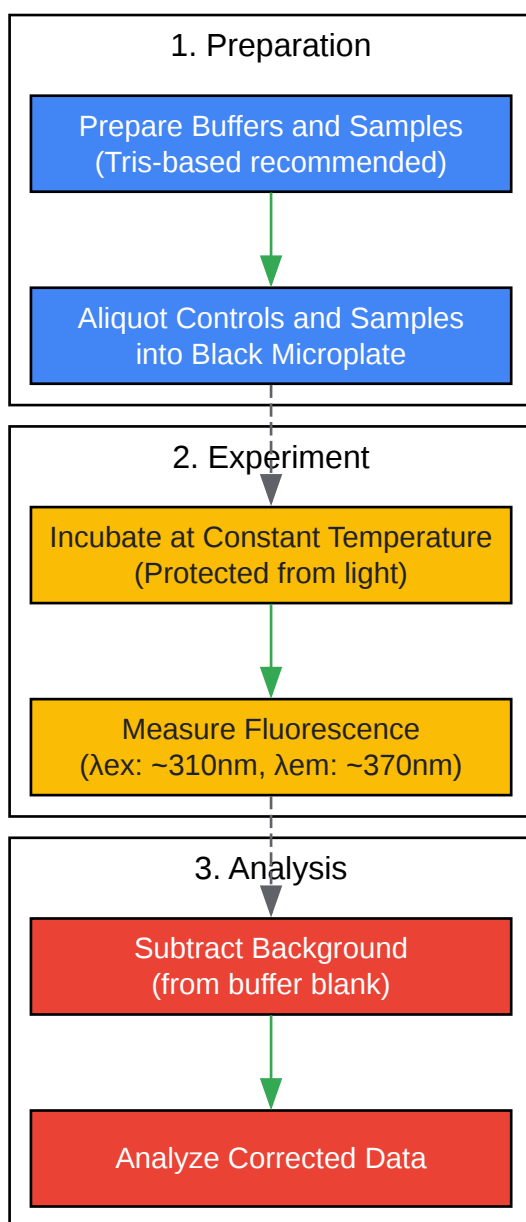 1. Preparation
Prepare Buffers and Samples
(Tris-based recommended)
Aliquot Controls and Samples
into Black Microplate
2. Experiment
Incubate at Constant Temperature
(Protected from light)
Measure Fluorescence
(λex: ~310nm, λem: ~370nm)
3. Analysis
Subtract Background
(from buffer blank)
Analyze Corrected Data